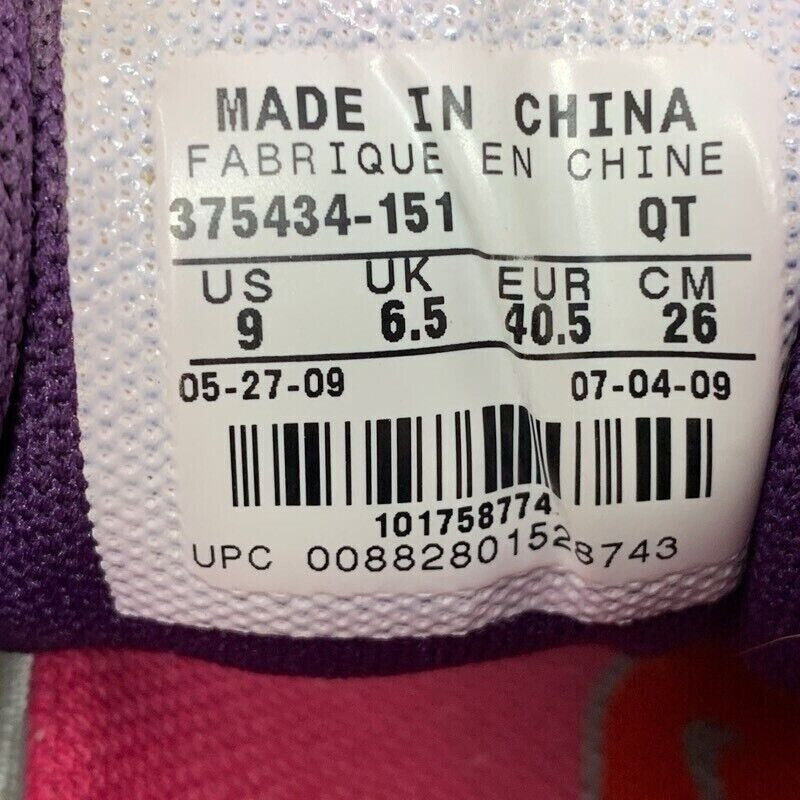 MADE IN CHINA
FABRIQUE EN CHINE
375434-151 QT
US UK EUR CM
9 6.5 40.5 26
05-27-09 07-04-09
101758774
UPC 00882801528743